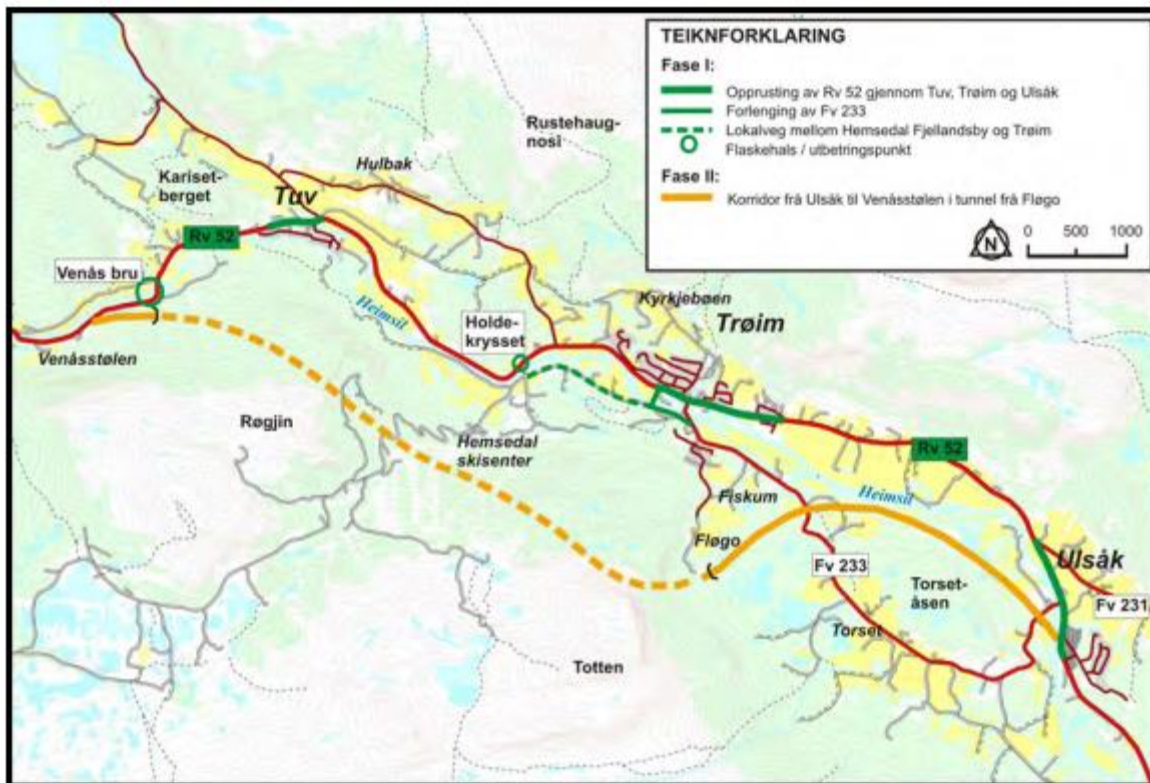 TEIKNFORKLARING
Fase I:
Opprusting av Rv 52 gjennom Tuv, Trøim og Ulsåk
Forlenging av Fv 233
Lokalveg mellom Hemsedal Fjellandsby og Trøim
Flaskehals / utbetringspunkt
Fase II:
Korridor frå Ulsåk til Venåsstølen i tunnel frå Fløgo
N
0 500 1000
Rustehaug-
nosi
Hulbak
Kariset-
berget
Tuv
Rv 52
Venås bru
Heimsil
Holde-
krysset
Kyrkjebøen
Trøim
Venåsstølen
Røgjin
Hemsedal
skisenter
Rv 52
Heimsil
Fiskum
Fløgo
Fv 233
Torset-
åsen
Ulsåk
Fv 231
Torset
Totten